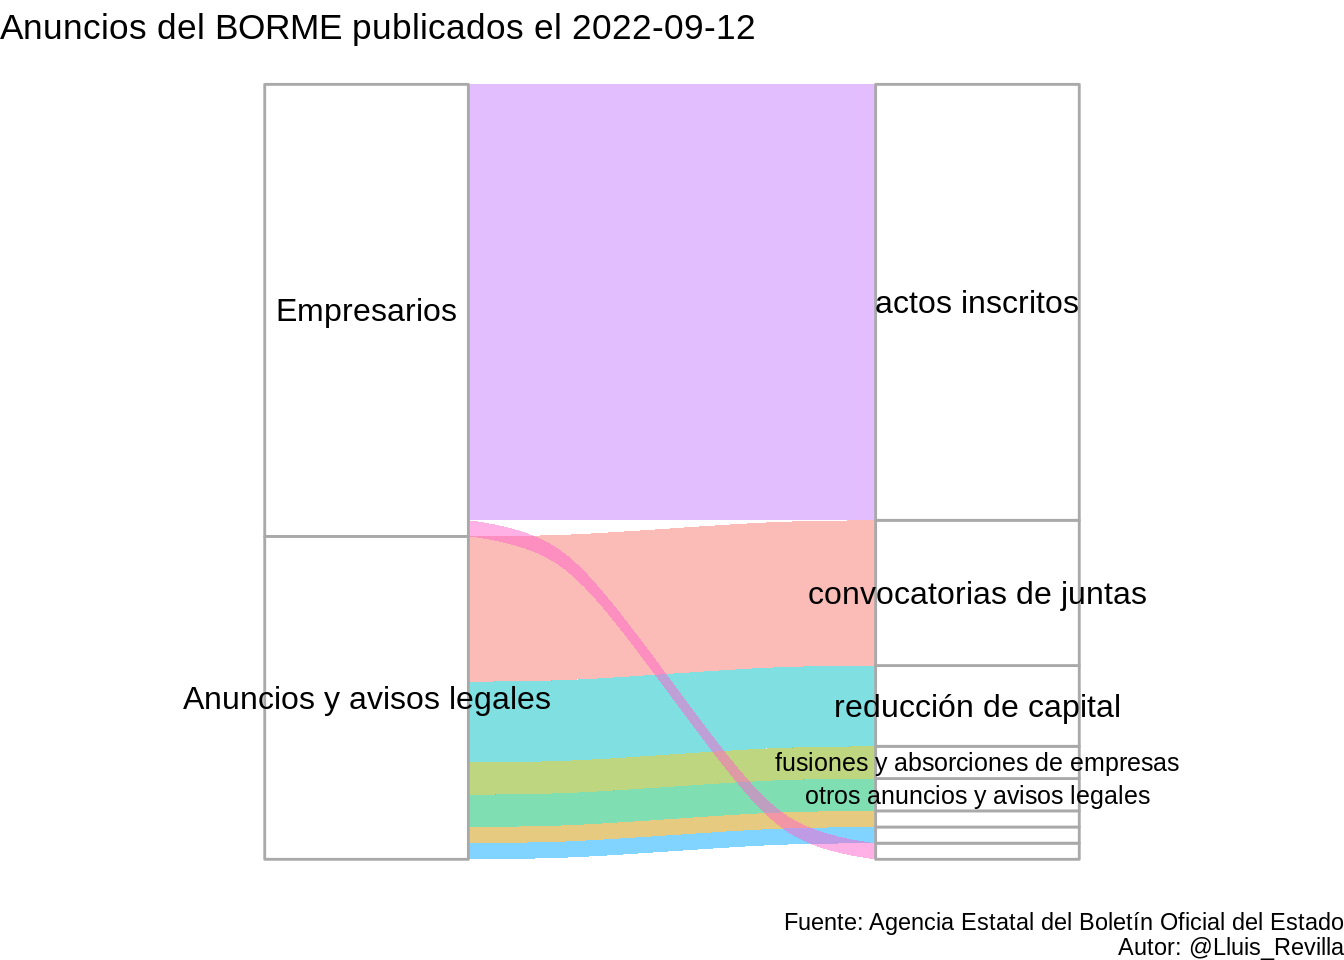 Anuncios del BORME publicados el 2022-09-12
Empresarios
actos inscritos
convocatorias de juntas
Anuncios y avisos legales
reducción de capital
fusiones y absorciones de empresas
otros anuncios y avisos legales
Fuente: Agencia Estatal del Boletín Oficial del Estado
Autor: @Lluis_Revilla